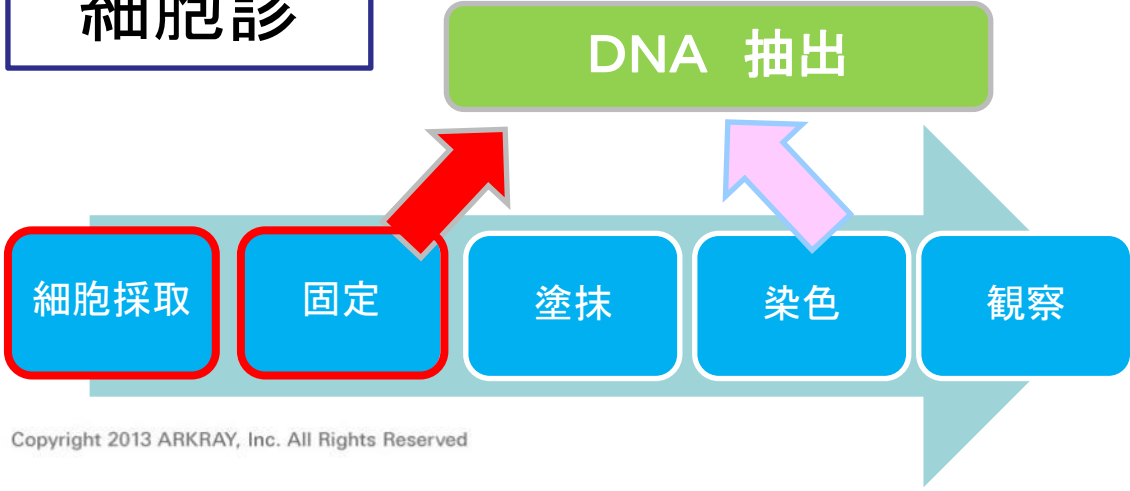 細胞診
DNA　抽出
細胞採取
固定
塗抹
染色
観察
Copyright 2013 ARKRAY, Inc. All Rights Reserved